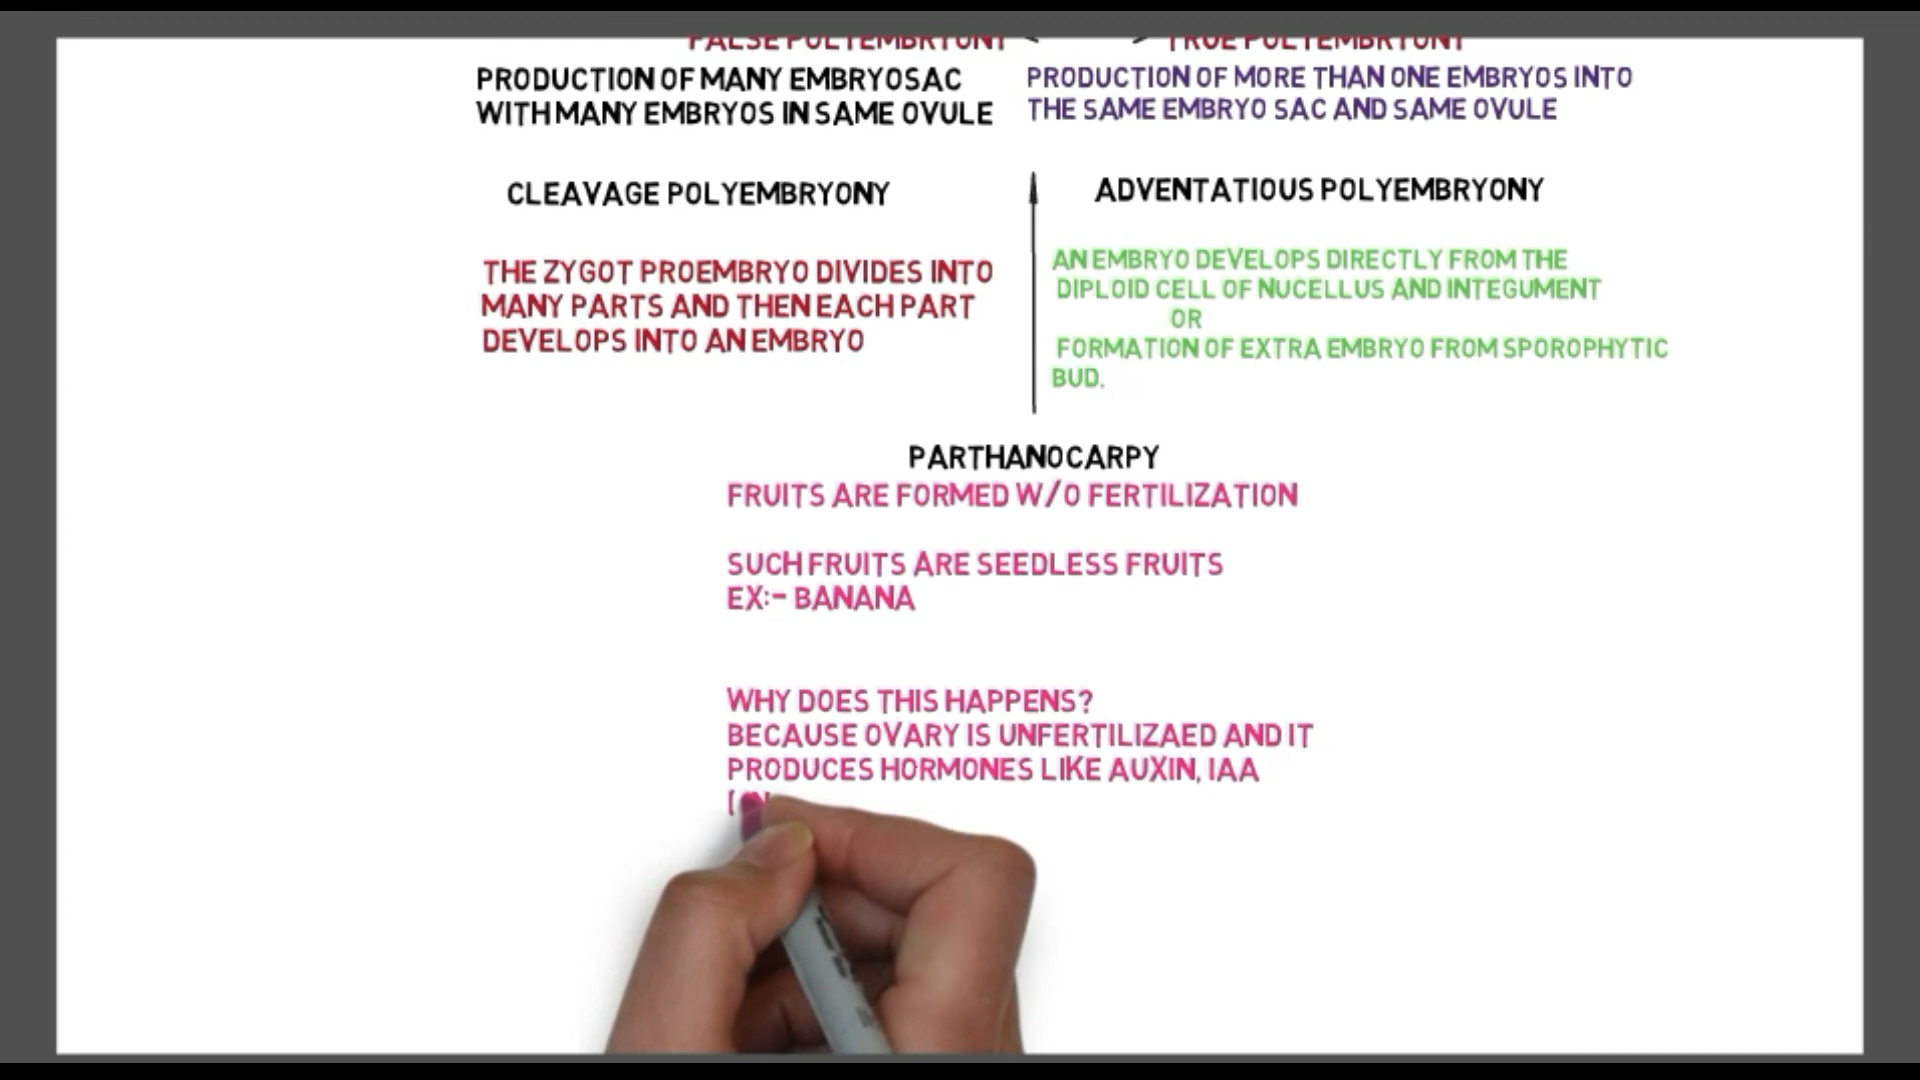 FALSE POLYEMBRYONY
TRUE POLYEMBRYONY
PRODUCTION OF MANY EMBRYOSAC
WITH MANY EMBRYOS IN SAME OVULE
PRODUCTION OF MORE THAN ONE EMBRYOS INTO
THE SAME EMBRYO SAC AND SAME OVULE
CLEAVAGE POLYEMBRYONY
THE ZYGOT PROEMBRYO DIVIDES INTO
MANY PARTS AND THEN EACH PART
DEVELOPS INTO AN EMBRYO
ADVENTATIOUS POLYEMBRYONY
AN EMBRYO DEVELOPS DIRECTLY FROM THE
DIPLOID CELL OF NUCELLUS AND INTEGUMENT
OR
FORMATION OF EXTRA EMBRYO FROM SPOROPHYTIC
BUD.
PARTHANOCARPY
FRUITS ARE FORMED W/O FERTILIZATION
SUCH FRUITS ARE SEEDLESS FRUITS
EX:- BANANA
WHY DOES THIS HAPPENS?
BECAUSE OVARY IS UNFERTILIZAED AND IT
PRODUCES HORMONES LIKE AUXIN, IAA